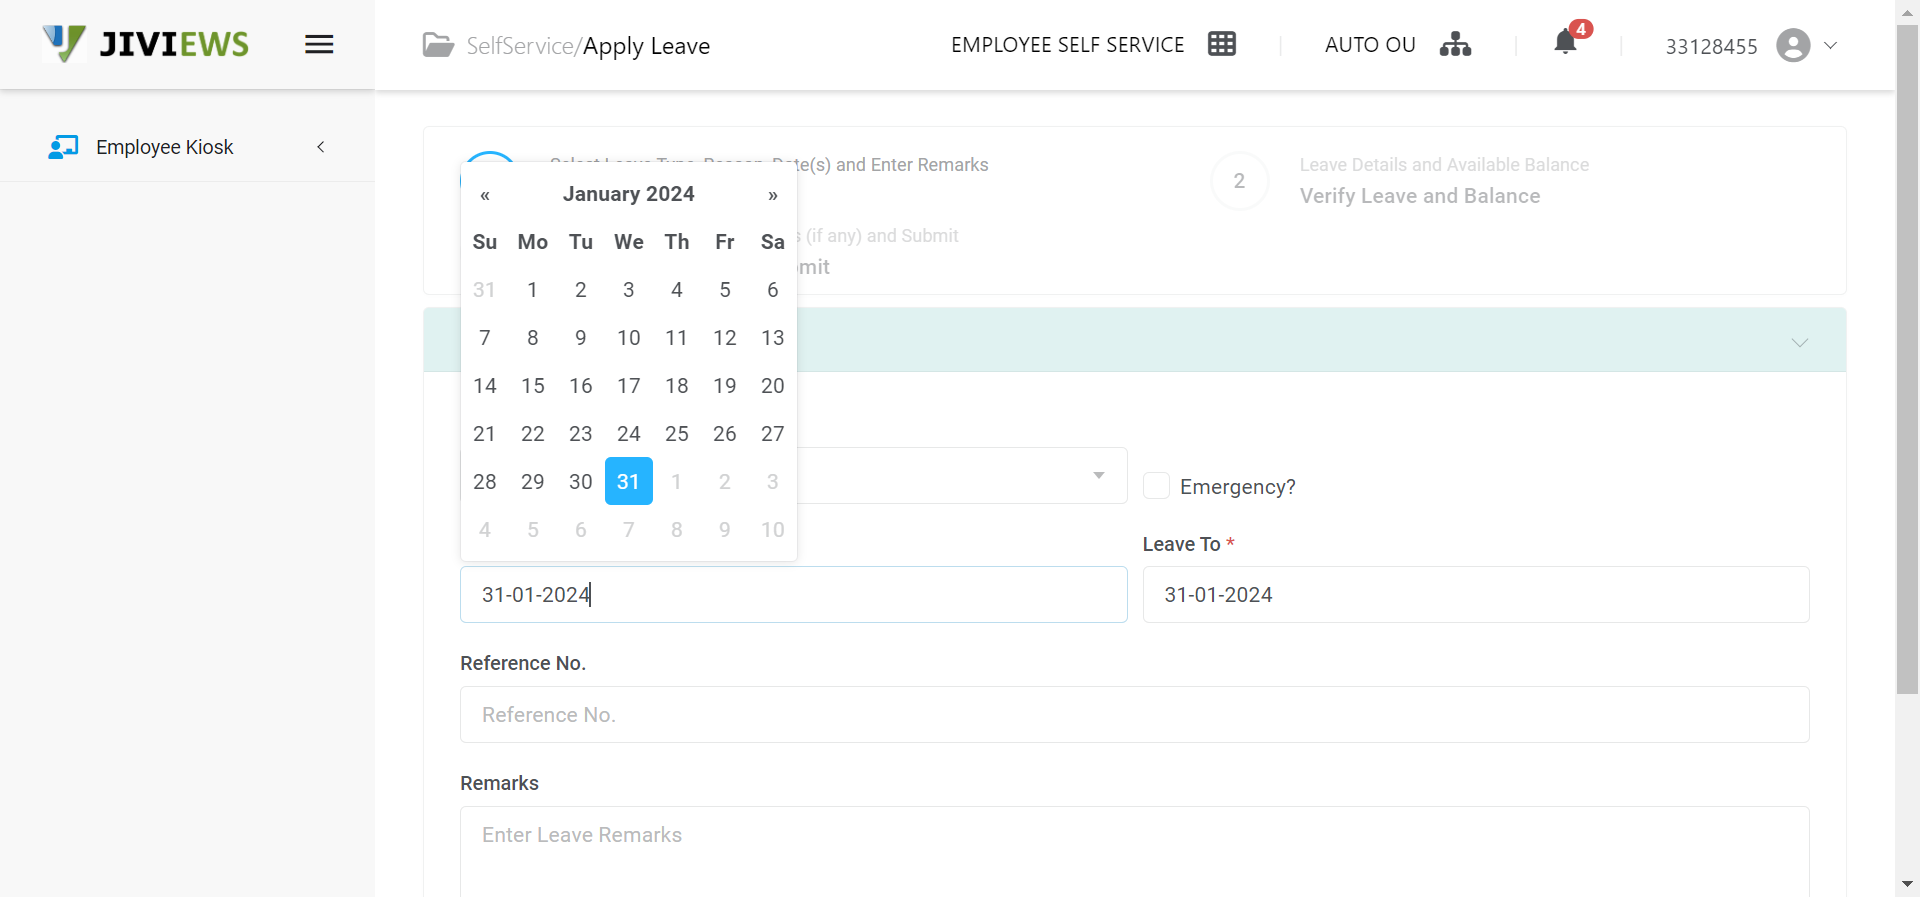 JIVIEWS
SelfService/Apply Leave
EMPLOYEE SELF SERVICE
AUTO OU
4
33128455
Employee Kiosk
Select Leave Type, Reason, Date(s) and Enter Remarks
2
Leave Details and Available Balance
Verify Leave and Balance
(if any) and Submit
« January 2024 »
Su Mo Tu We Th Fr Sa
31 1 2 3 4 5 6
7 8 9 10 11 12 13
14 15 16 17 18 19 20
21 22 23 24 25 26 27
28 29 30 31 1 2 3
4 5 6 7 8 9 10
Emergency?
Leave To *
31-01-2024
31-01-2024
Reference No.
Reference No.
Remarks
Enter Leave Remarks